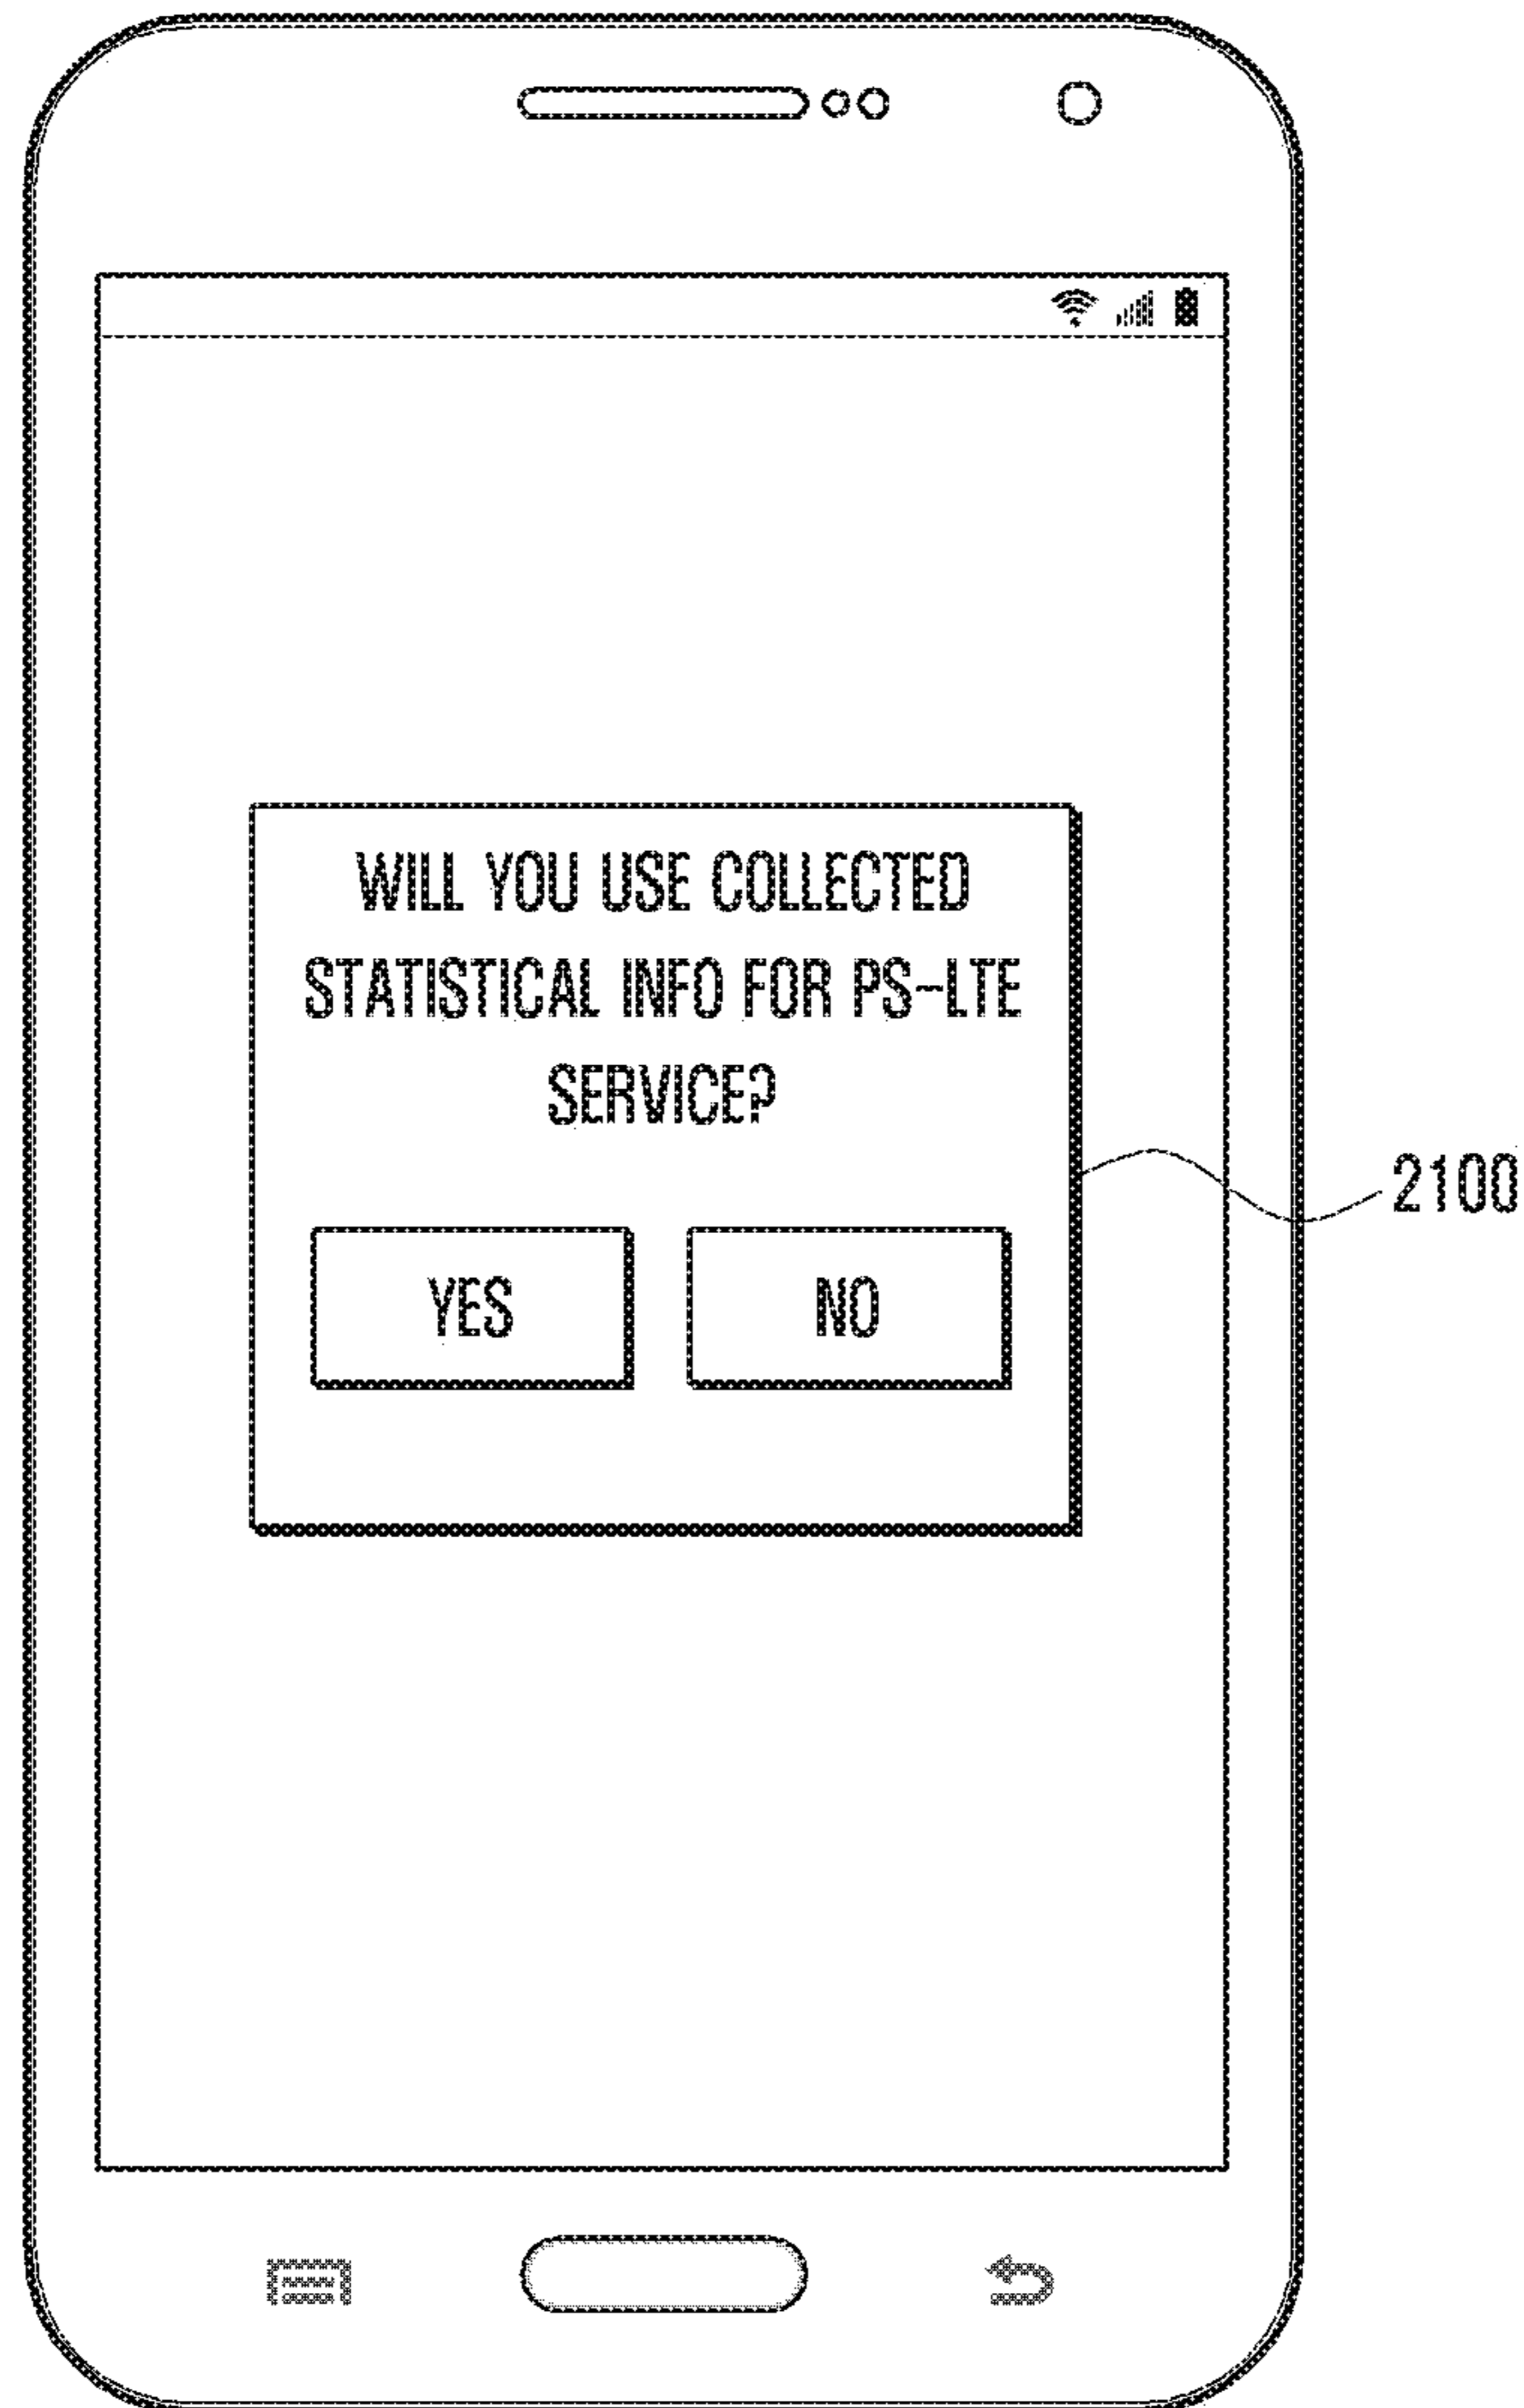 WILL YOU USE COLLECTED
STATISTICAL INFO FOR PS-LTE
SERVICE?
2100
YES
NO